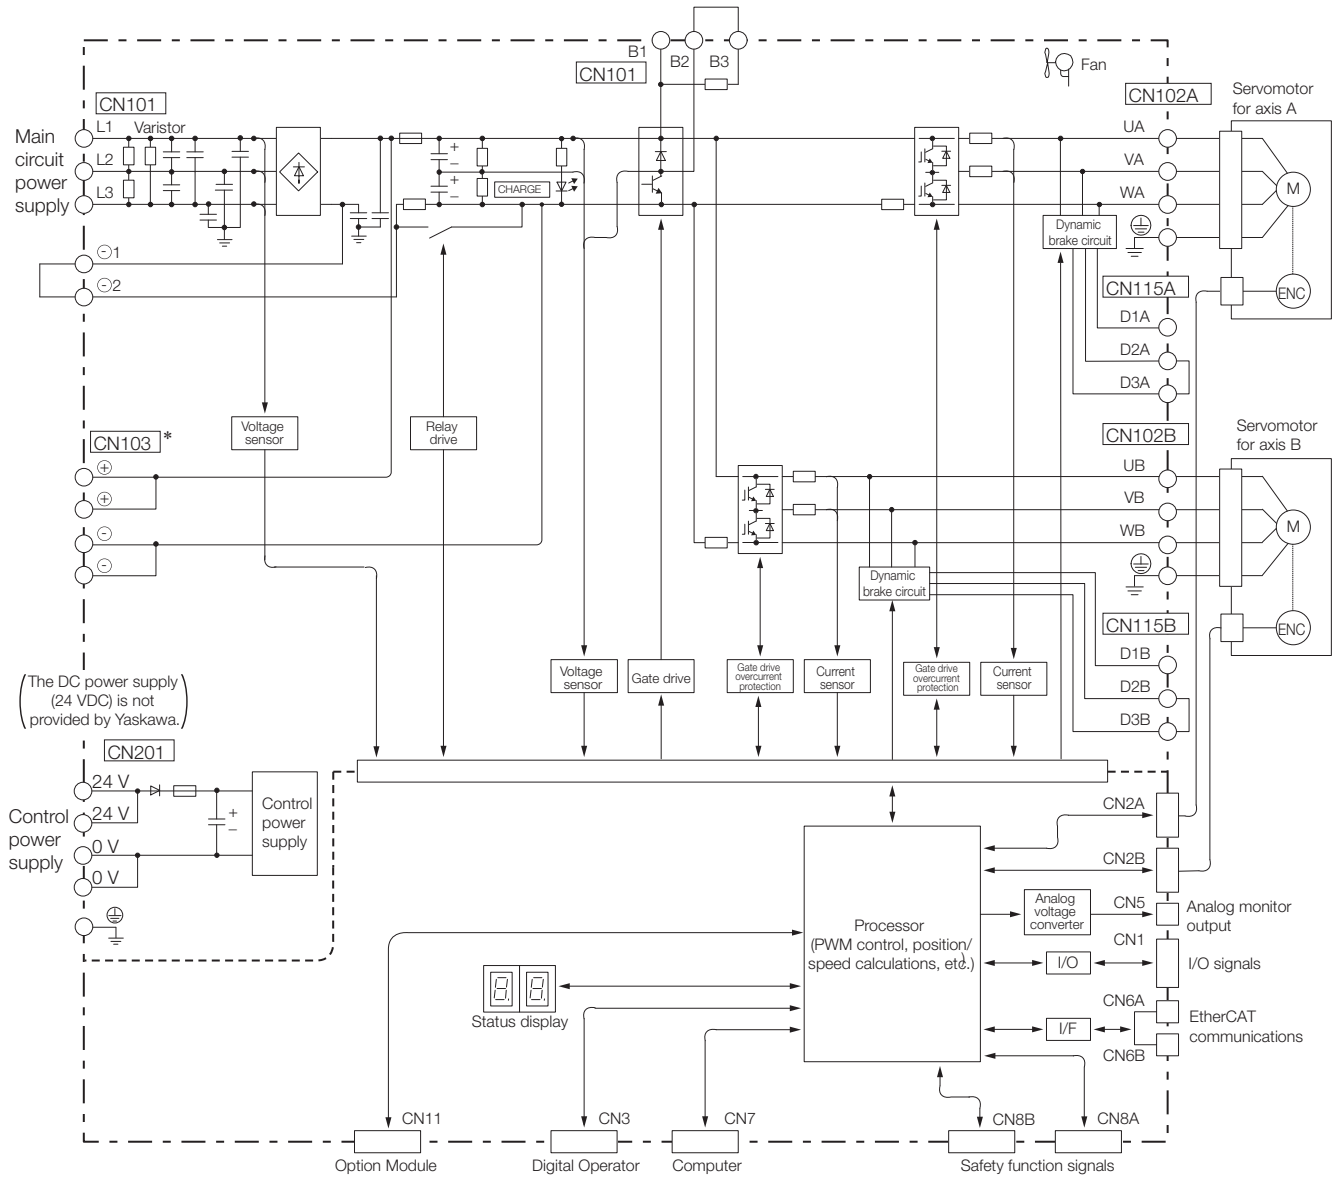 B1
B2
B3
CN101
Fan
CN102A
Servomotor
for axis A
CN101
Main
circuit
power
supply
L1
Varistor
L2
L3
+
−
+
−
CHARGE
UA
VA
WA
M
Dynamic
brake circuit
⊖1
⊖2
CN115A
ENC
D1A
D2A
D3A
Voltage
sensor
Relay
drive
CN103 *
⊕
⊕
⊖
⊖
CN102B
Servomotor
for axis B
UB
VB
WB
M
Dynamic
brake circuit
CN115B
ENC
D1B
D2B
D3B
Voltage
sensor
Gate drive
Gate drive
overcurrent
protection
Current
sensor
Gate drive
overcurrent
protection
Current
sensor
(The DC power supply
(24 VDC) is not
provided by Yaskawa.)
CN201
Control
power
supply
24 V
24 V
0 V
0 V
+
−
Control
power
supply
CN2A
CN2B
Processor
(PWM control, position/
speed calculations, etc.)
Analog
voltage
converter
CN5
Analog monitor
output
CN1
I/O
I/O signals
CN6A
I/F
EtherCAT
communications
CN6B
8.
8.
Status display
CN11
CN3
CN7
CN8B
CN8A
Option Module
Digital Operator
Computer
Safety function signals